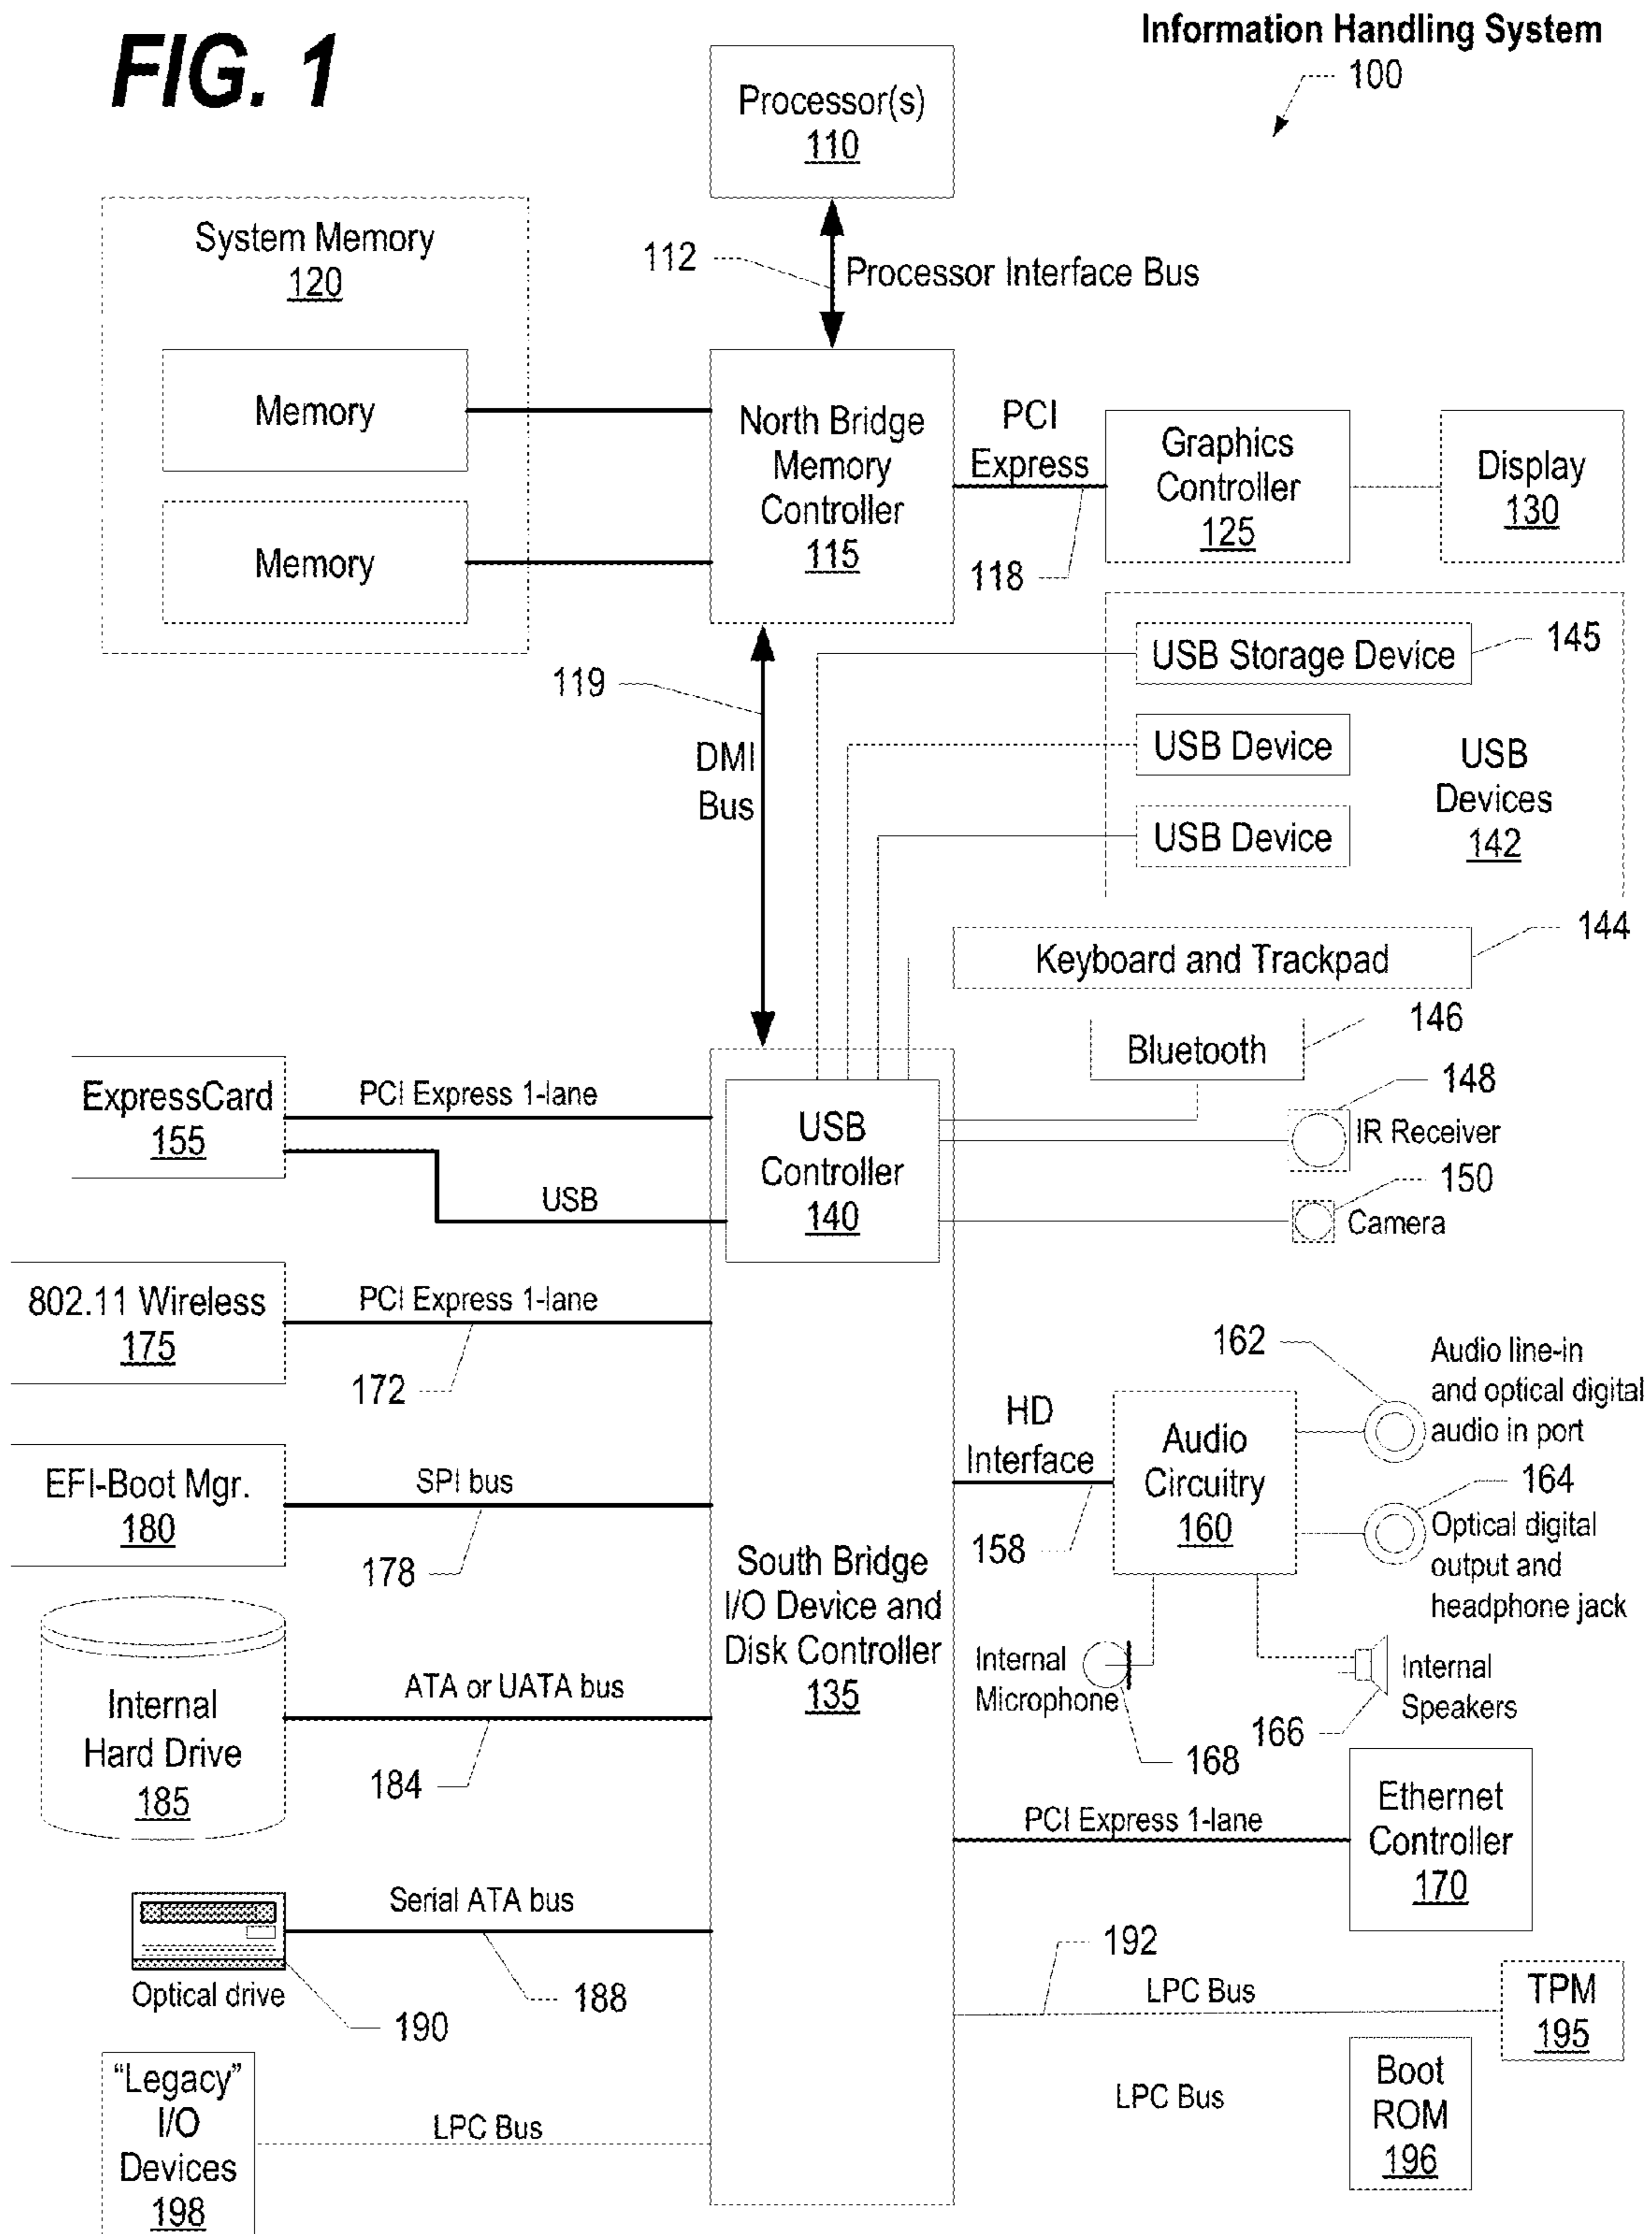 FIG. 1
Information Handling System
100
Processor(s)
110
System Memory
120
112
Processor Interface Bus
Memory
Memory
North Bridge
Memory
Controller
115
PCI
Express
118
Graphics
Controller
125
Display
130
119
DMI
Bus
USB Storage Device
145
USB Device
USB Device
USB
Devices
142
Keyboard and Trackpad
144
Bluetooth
146
148
IR Receiver
150
Camera
ExpressCard
155
PCI Express 1-lane
USB
USB
Controller
140
802.11 Wireless
175
PCI Express 1-lane
172
EFI-Boot Mgr.
180
SPI bus
178
South Bridge
I/O Device and
Disk Controller
135
HD
Interface
158
Audio
Circuitry
160
162
Audio line-in
and optical digital
audio in port
164
Optical digital
output and
headphone jack
Internal
Microphone
168
166
Internal
Speakers
Internal
Hard Drive
185
ATA or UATA bus
184
PCI Express 1-lane
Ethernet
Controller
170
Serial ATA bus
188
Optical drive
190
192
LPC Bus
TPM
195
LPC Bus
Boot
ROM
196
"Legacy"
I/O
Devices
198
LPC Bus